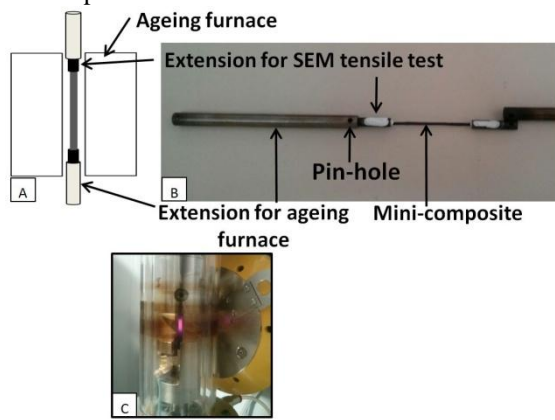 Ageing furnace
Extension for SEM tensile test
Pin-hole
Mini-composite
Extension for ageing
furnace
A
B
C